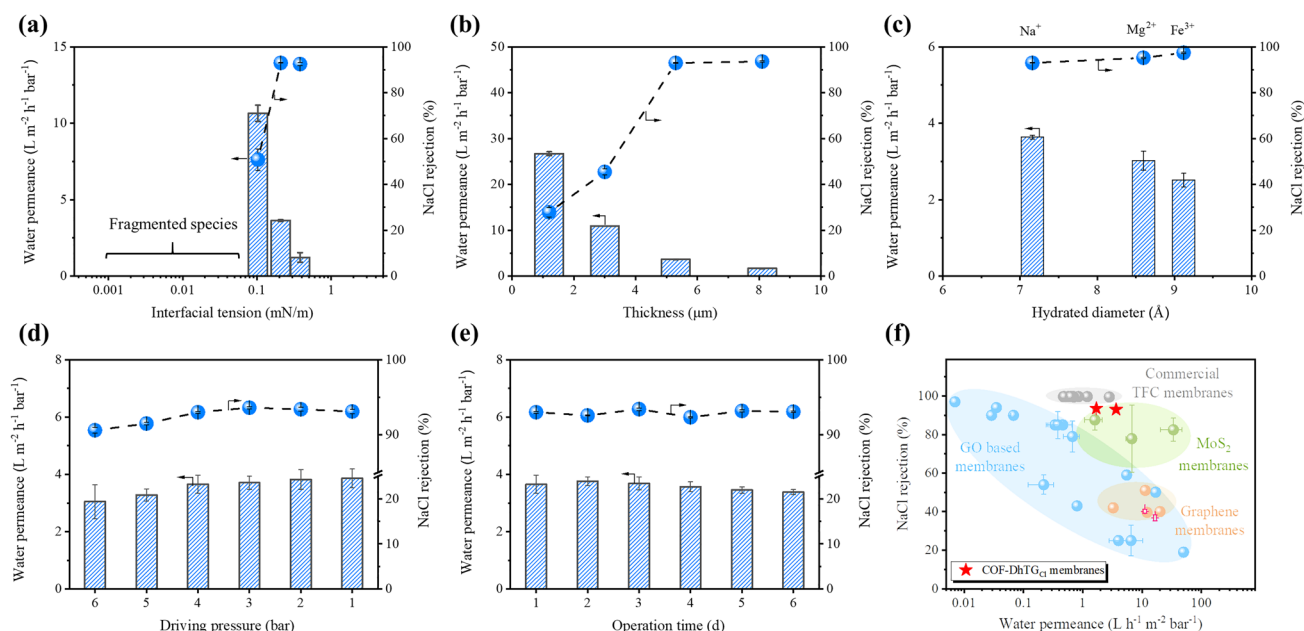 (a)
Water permeance (L m⁻² h⁻¹ bar⁻¹)
15
10
5
0
Fragmented species
100
80
60
40
20
0
NaCl rejection (%)
0.001 0.01 0.1 1
Interfacial tension (mN/m)
(b)
Water permeance (L m⁻² h⁻¹ bar⁻¹)
50
40
30
20
10
0
100
80
60
40
20
0
NaCl rejection (%)
0 2 4 6 8 10
Thickness (μm)
(c)
Na⁺ Mg²⁺ Fe³⁺
Water permeance (L m⁻² h⁻¹ bar⁻¹)
6
4
2
0
100
80
60
40
20
0
NaCl rejection (%)
6 7 8 9 10
Hydrated diameter (Å)
(d)
Water permeance (L m⁻² h⁻¹ bar⁻¹)
8
6
4
2
0
100
90
20
10
0
NaCl rejection (%)
6 5 4 3 2 1
Driving pressure (bar)
(e)
Water permeance (L m⁻² h⁻¹ bar⁻¹)
8
6
4
2
0
100
90
20
10
0
NaCl rejection (%)
1 2 3 4 5 6
Operation time (d)
(f)
NaCl rejection (%)
100
80
60
40
20
0
Commercial
TFC membranes
GO based
membranes
MoS₂
membranes
Graphene
membranes
COF-DhTG_Cl membranes
0.01 0.1 1 10 100
Water permeance (L h⁻¹ m⁻² bar⁻¹)